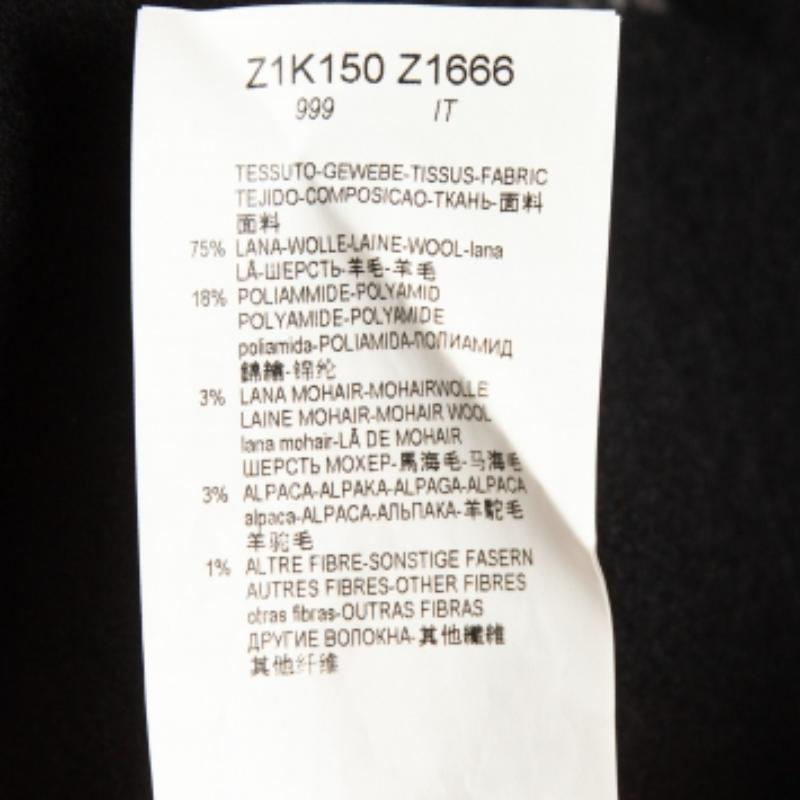 Z1K150 Z1666
999 IT
TESSUTO-GEWEBE-TISSUS-FABRIC
TEJIDO-COMPOSICAO-ТКАНЬ-面料
面料
75% LANA-WOLLE-LAINE-WOOL-lana
LÃ-ШЕРСТЬ-羊毛-羊毛
18% POLIAMMIDE-POLYAMID
POLYAMIDE-POLYAMIDE
poliamida-POLIAMIDA-ПОЛИАМИД
錦綸-锦纶
3% LANA MOHAIR-MOHAIRWOLLE
LAINE MOHAIR-MOHAIR WOOL
lana mohair-LÃ DE MOHAIR
ШЕРСТЬ МОХЕР-馬海毛-马海毛
3% ALPACA-ALPAKA-ALPAGA-ALPACA
alpaca-ALPACA-АЛЬПАКА-羊駝毛
羊驼毛
1% ALTRE FIBRE-SONSTIGE FASERN
AUTRES FIBRES-OTHER FIBRES
otras fibras-OUTRAS FIBRAS
ДРУГИЕ ВОЛОКНА-其他纖維
其他纤维